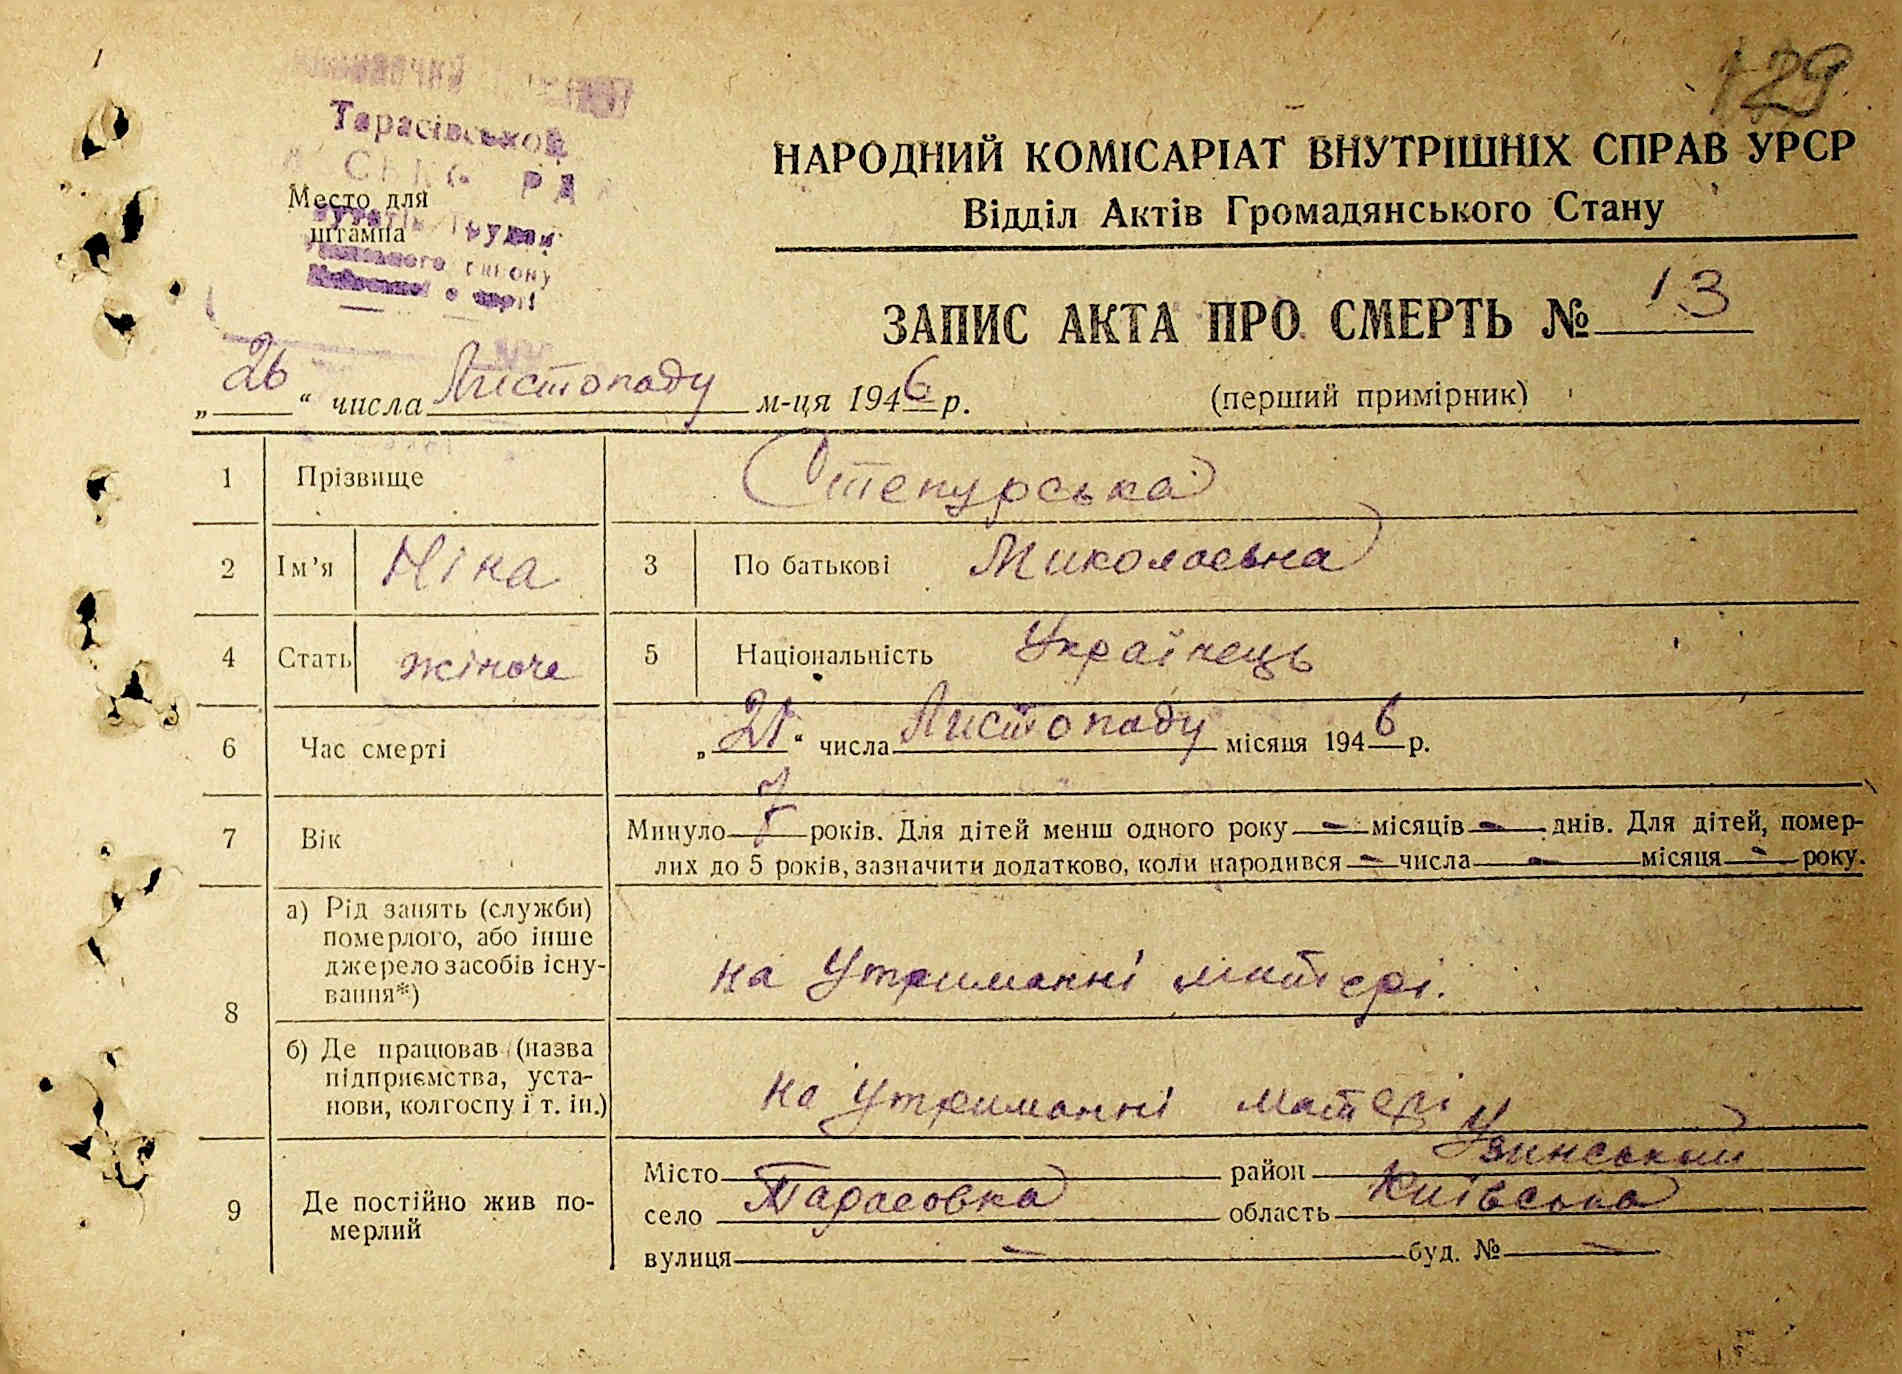 129
Тарасівської
Место для
штампа
НАРОДНИЙ КОМІСАРІАТ ВНУТРІШНІХ СПРАВ УРСР
Відділ Актів Громадянського Стану
ЗАПИС АКТА ПРО СМЕРТЬ № 13
„26“ числа Листопаду м-ця 1946 р. (перший примірник)
1 Прізвище Степурська
2 Ім'я Ніна 3 По батькові Миколаевна
4 Стать жіноче 5 Національність Українець
6 Час смерті „21“ числа Листопаду місяця 1946 р.
7 Вік Минуло років. Для дітей менш одного року — місяців — днів. Для дітей, помер-
лих до 5 років, зазначити додатково, коли народився — числа — місяця — року.
8 а) Рід занять (служби)
померлого, або інше
джерело засобів існу-
вання*) на утриманні матері.
б) Де працював (назва
підприємства, уста-
нови, колгоспу і т. ін.) на утриманні матері
9 Де постійно жив по-
мерлий
Місто район Узинський
село Тарасовка область Київська
вулиця — буд. № —